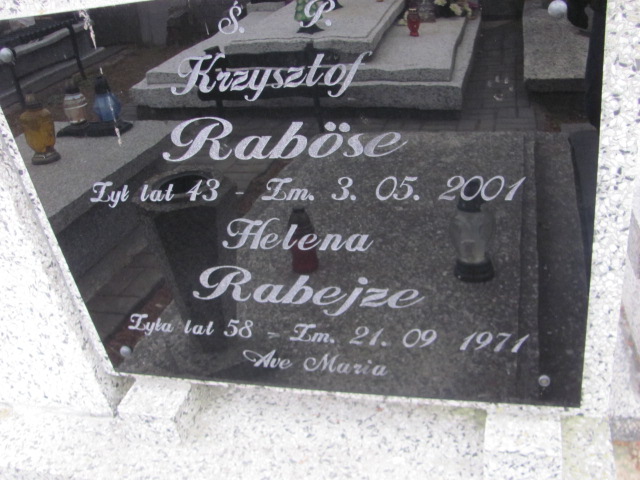 Ś. P.
Krzysztof
Raböse
Żył lat 43 - Zm. 3. 05. 2001
Helena
Rabejze
Żyła lat 58 - Zm. 21. 09 1971
Ave Maria